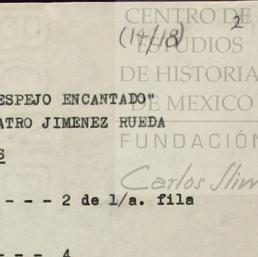 CENTRO DE
2
(14/18)
ESTUDIOS
DE HISTORIA
ESPEJO ENCANTADO"
DE MEXICO
ATRO JIMENEZ RUEDA
FUNDACIÓN
S
Carlos Slim
- - - - 2 de l/a. fila
- - - 4